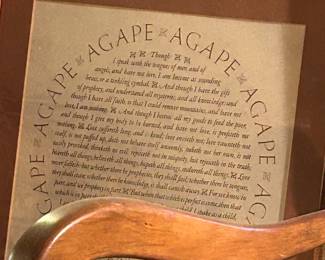 AGAPE AGAPE AGAPE AGAPE AGAPE AGAPE
Though
I speak with the tongues of men, and of
angels, and have not love, I am become as sounding
brass, or a tinkling cymbal. And though I have the gift
of prophecy, and understand all mysteries, and all knowledge; and
though I have all faith, so that I could remove mountains, and have not
love, I am nothing. And though I bestow all my goods to feed the poor,
and though I give my body to be burned, and have not love, it profiteth me
nothing. Love suffereth long, and is kind; love envieth not; love vaunteth not
itself, is not puffed up, doth not behave itself unseemly, seeketh not her own, is not
easily provoked, thinketh no evil; rejoiceth not in iniquity, but rejoiceth in the truth;
beareth all things, believeth all things, hopeth all things, endureth all things. Love
never faileth: but whether there be prophecies, they shall fail; whether there be tongues,
they shall cease; whether there be knowledge, it shall vanish away. For we know in
part, and we prophesy in part. But when that which is perfect is come, then that
which is in part
child, I spake as a child,